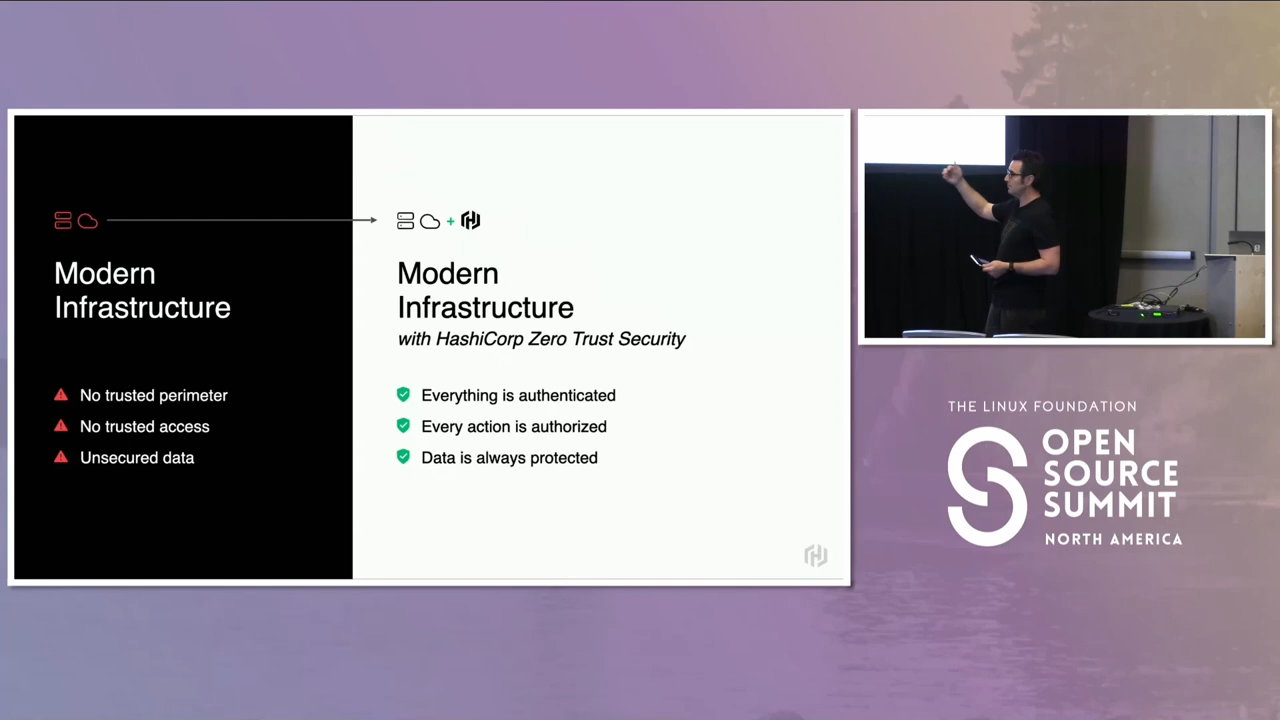 Modern
Infrastructure
No trusted perimeter
No trusted access
Unsecured data
Modern
Infrastructure
with HashiCorp Zero Trust Security
Everything is authenticated
Every action is authorized
Data is always protected
THE LINUX FOUNDATION
OPEN
SOURCE
SUMMIT
NORTH AMERICA